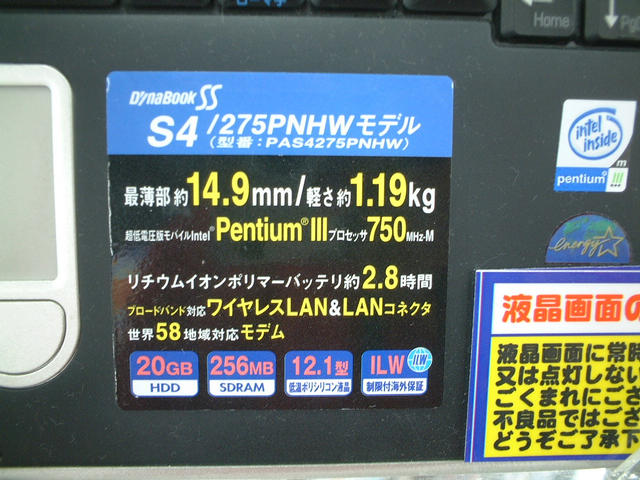 ローマ字
Home
PgD
DynaBook SS
S4/275PNHWモデル
(型番:PAS4275PNHW)
intel inside
pentium III
m
最薄部 約14.9mm/軽さ約1.19kg
超低電圧版モバイルIntel® Pentium® III プロセッサ750MHz-M
energy
リチウムイオンポリマーバッテリ約2.8時間
ブロードバンド対応ワイヤレスLAN&LANコネクタ
世界58地域対応モデム
20GB
HDD
256MB
SDRAM
12.1型
低温ポリシリコン液晶
ILW
ILW
制限付海外保証
液晶画面の
液晶画面に常時
又は点灯しない
ごくまれにござ
不良品ではござ
どうぞご了承下